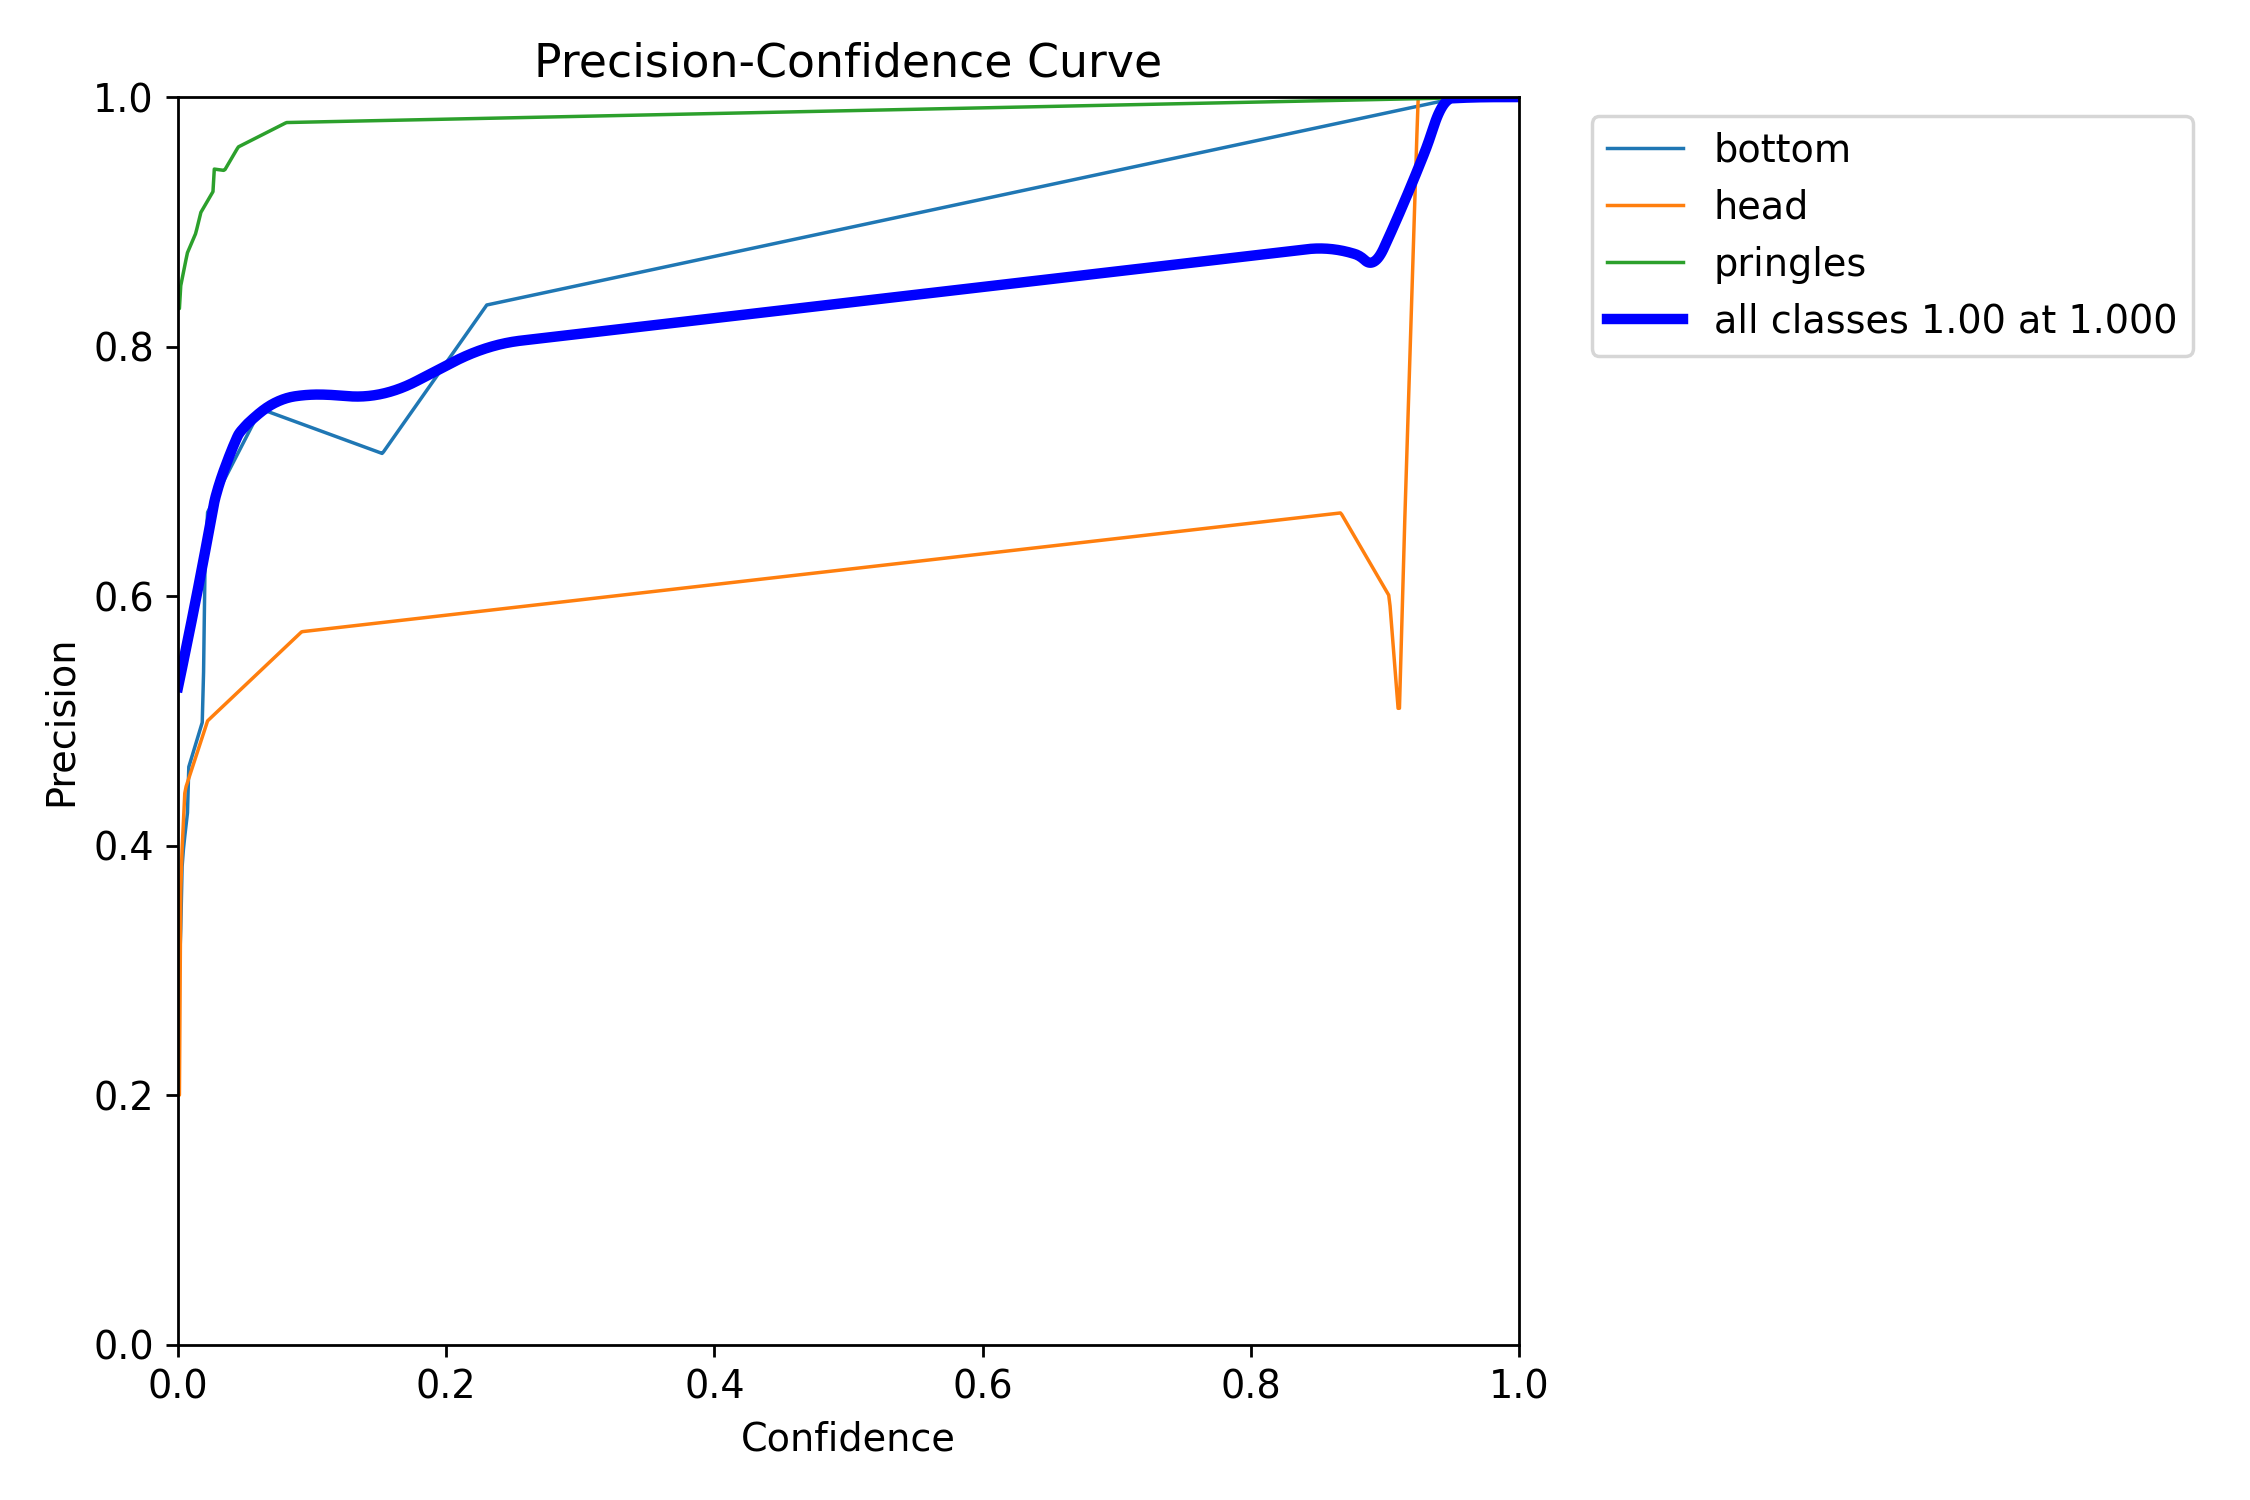 Precision-Confidence Curve
1.0
0.8
0.6
0.4
0.2
0.0
Precision
0.0 0.2 0.4 0.6 0.8 1.0
Confidence
bottom
head
pringles
all classes 1.00 at 1.000